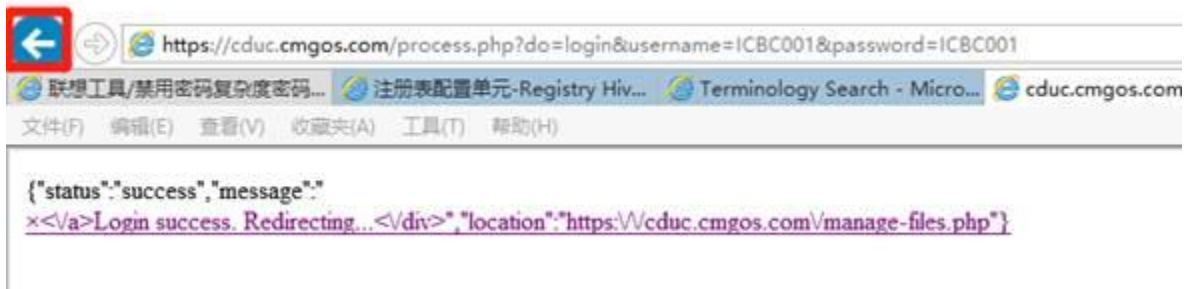 https://cduc.cmgos.com/process.php?do=login&username=ICBC001&password=ICBC001
联想工具/禁用密码复杂度密码... 注册表配置单元-Registry Hiv... Terminology Search - Micro... cduc.cmgos.com
文件(F) 编辑(E) 查看(V) 收藏夹(A) 工具(T) 帮助(H)
{"status":"success","message":"
×<\/a>Login success. Redirecting...<\/div>","location":"https:\/\/cduc.cmgos.com\/manage-files.php"}